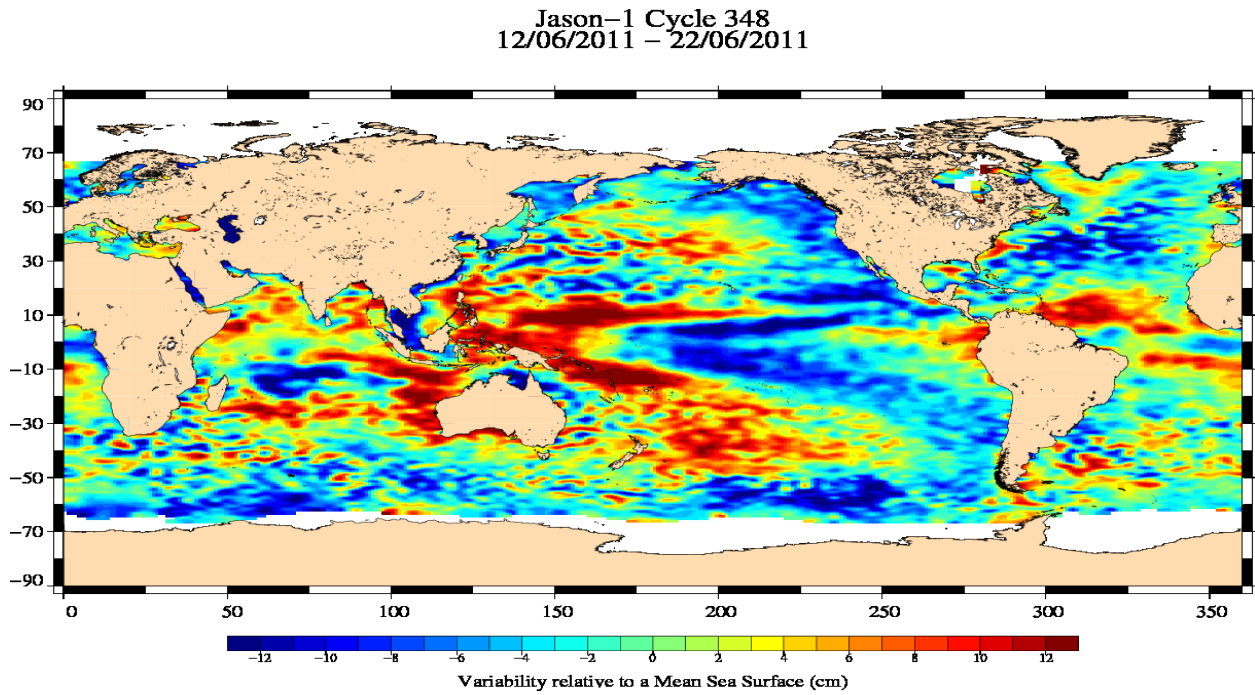 Jason−1 Cycle 348
12/06/2011 − 22/06/2011
90
70
50
30
10
−10
−30
−50
−70
−90
0 50 100 150 200 250 300 350
−12 −10 −8 −6 −4 −2 0 2 4 6 8 10 12
Variability relative to a Mean Sea Surface (cm)